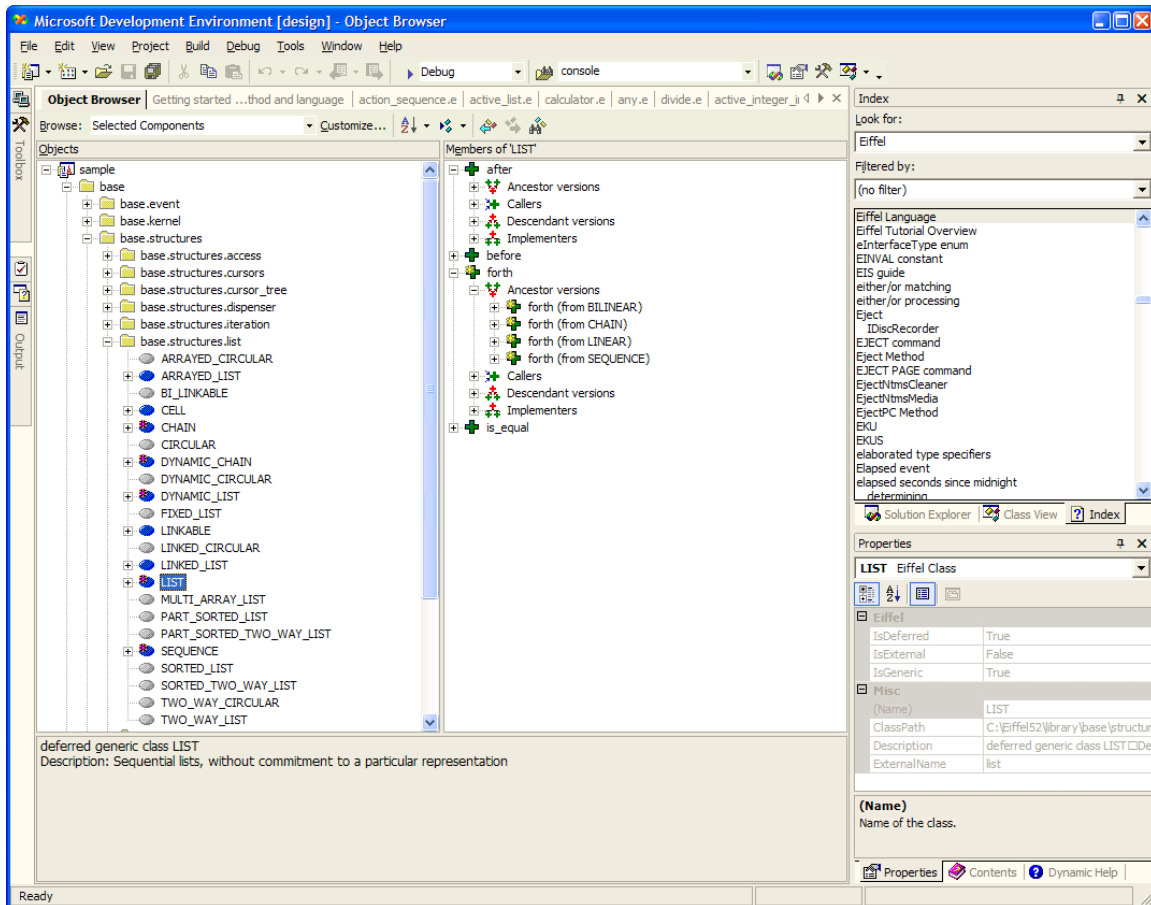 Microsoft Development Environment [design] - Object Browser
File Edit View Project Build Debug Tools Window Help
Debug console
Object Browser Getting started ...thod and language action_sequence.e active_list.e calculator.e any.e divide.e active_integer_i
Browse: Selected Components Customize...
Toolbox
Output
Objects
sample
base
base.event
base.kernel
base.structures
base.structures.access
base.structures.cursors
base.structures.cursor_tree
base.structures.dispenser
base.structures.iteration
base.structures.list
ARRAYED_CIRCULAR
ARRAYED_LIST
BI_LINKABLE
CELL
CHAIN
CIRCULAR
DYNAMIC_CHAIN
DYNAMIC_CIRCULAR
DYNAMIC_LIST
FIXED_LIST
LINKABLE
LINKED_CIRCULAR
LINKED_LIST
LIST
MULTI_ARRAY_LIST
PART_SORTED_LIST
PART_SORTED_TWO_WAY_LIST
SEQUENCE
SORTED_LIST
SORTED_TWO_WAY_LIST
TWO_WAY_CIRCULAR
TWO_WAY_LIST
Members of 'LIST'
after
Ancestor versions
Callers
Descendant versions
Implementers
before
forth
Ancestor versions
forth (from BILINEAR)
forth (from CHAIN)
forth (from LINEAR)
forth (from SEQUENCE)
Callers
Descendant versions
Implementers
is_equal
deferred generic class LIST
Description: Sequential lists, without commitment to a particular representation
Index
Look for:
Eiffel
Filtered by:
(no filter)
Eiffel Language
Eiffel Tutorial Overview
eInterfaceType enum
EINVAL constant
EIS guide
either/or matching
either/or processing
Eject
IDiscRecorder
EJECT command
Eject Method
EJECT PAGE command
EjectNtmsCleaner
EjectNtmsMedia
EjectPC Method
EKU
EKUS
elaborated type specifiers
Elapsed event
elapsed seconds since midnight
determining
Solution Explorer Class View Index
Properties
LIST Eiffel Class
Eiffel
IsDeferred True
IsExternal False
IsGeneric True
Misc
(Name) LIST
ClassPath C:\Eiffel52\library\base\structur
Description deferred generic class LIST□□De
ExternalName list
(Name)
Name of the class.
Properties Contents Dynamic Help
Ready